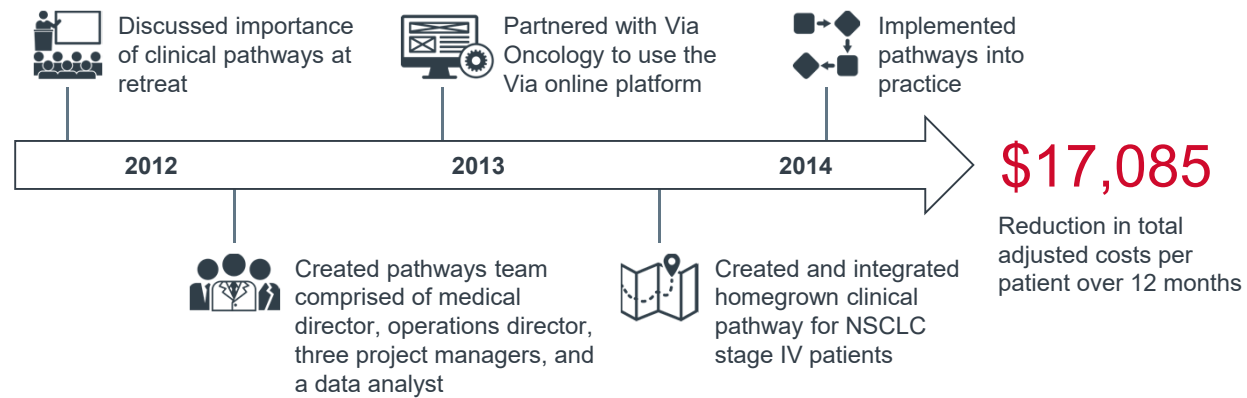 Discussed importance
of clinical pathways at
retreat
Partnered with Via
Oncology to use the
Via online platform
Implemented
pathways into
practice
2012
2013
2014
$17,085
Reduction in total
adjusted costs per
patient over 12 months
Created pathways team
comprised of medical
director, operations director,
three project managers, and
a data analyst
Created and integrated
homegrown clinical
pathway for NSCLC
stage IV patients